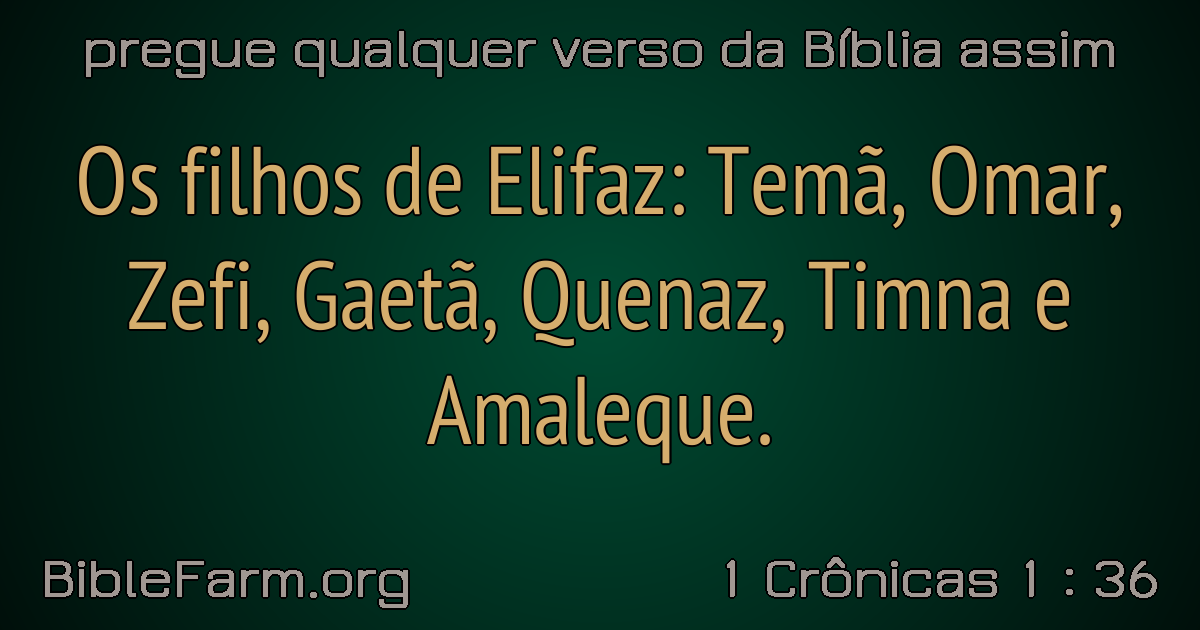 pregue qualquer verso da Bíblia assim
Os filhos de Elifaz: Temã, Omar,
Zefi, Gaetã, Quenaz, Timna e
Amaleque.
BibleFarm.org
1 Crônicas 1 : 36